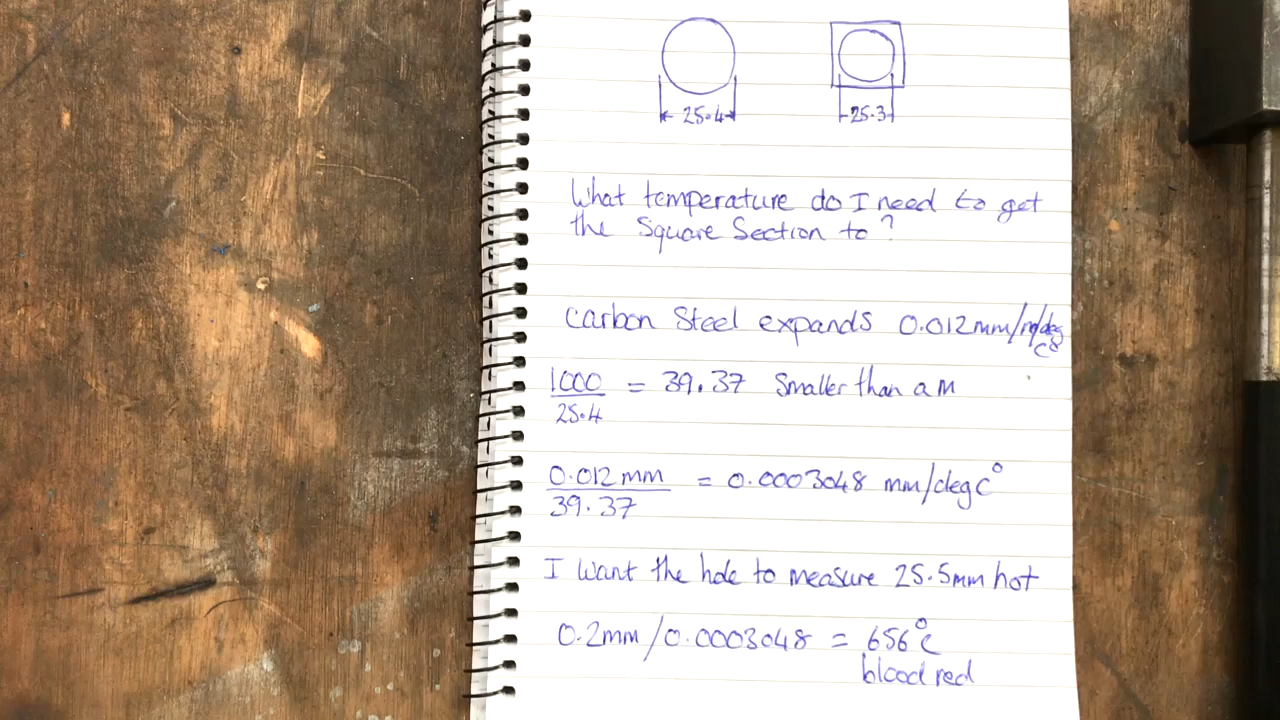 25.4
25.3
What temperature do I need to get
the Square Section to?
Carbon Steel expands 0.012mm/m/deg
c°
1000 = 39.37 Smaller than a M
25.4
0.012mm = 0.0003048 mm/deg c°
39.37
I want the hole to measure 25.5mm hot
0.2mm/0.0003048 = 656°c
blood red